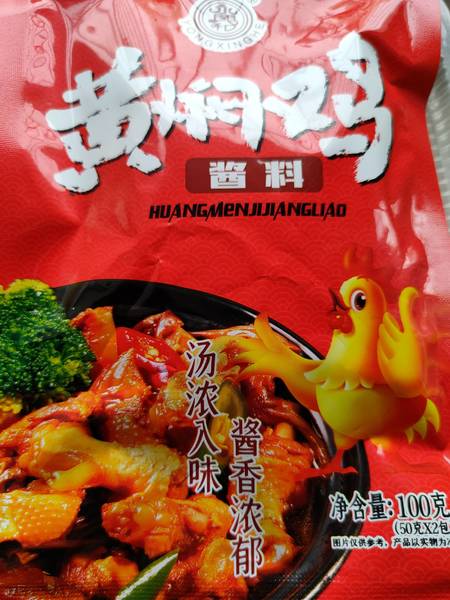 YONGXINGHE
黄焖鸡
酱料
HUANGMENJIJIANGLIAO
汤浓入味
酱香浓郁
净含量:100克
(50克X2包
图片仅供参考，产品以实物为准